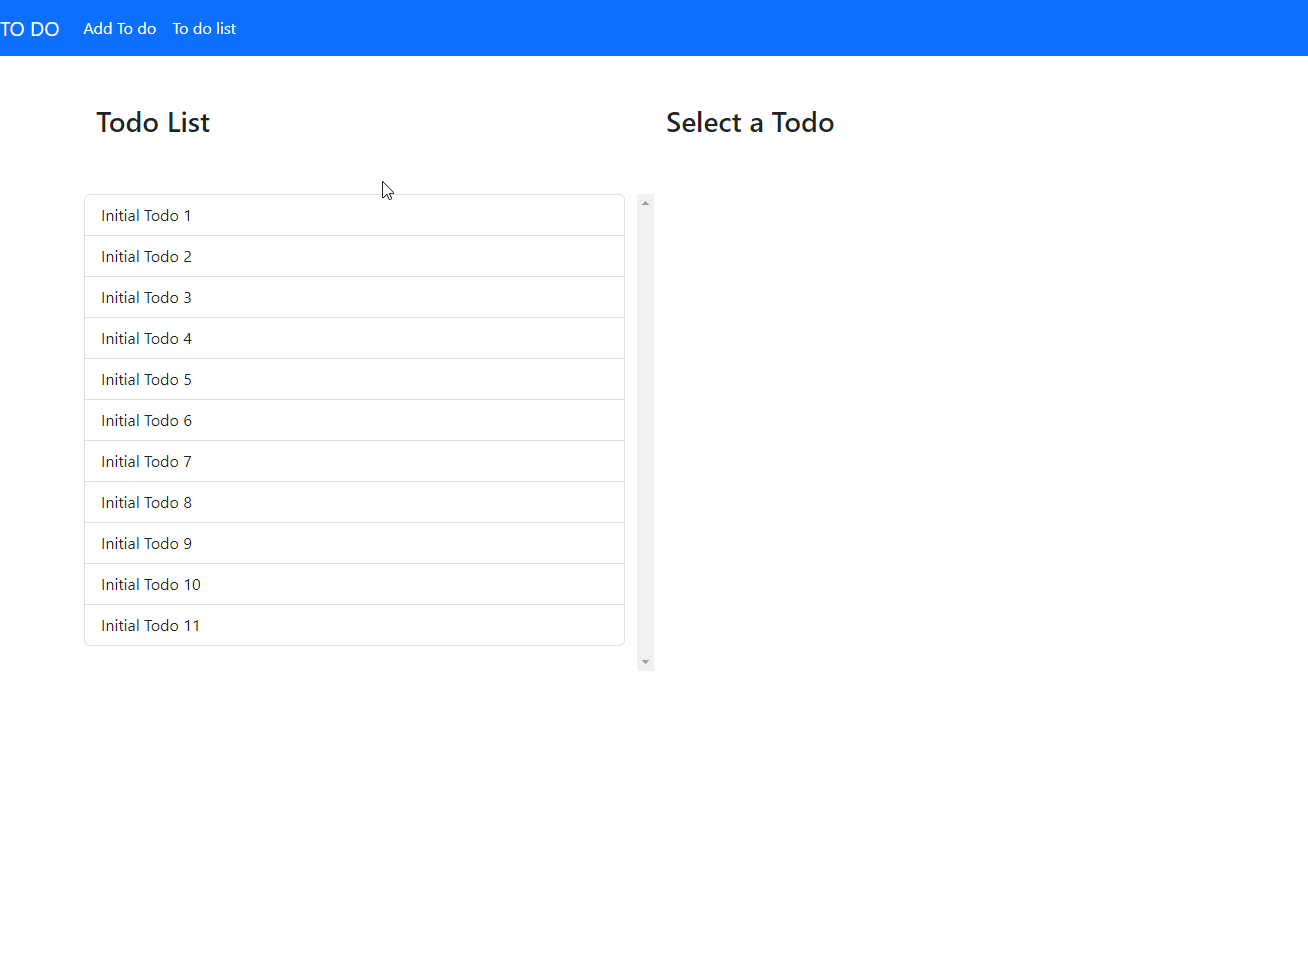 TO DO Add To do To do list
Todo List
Select a Todo
Initial Todo 1
Initial Todo 2
Initial Todo 3
Initial Todo 4
Initial Todo 5
Initial Todo 6
Initial Todo 7
Initial Todo 8
Initial Todo 9
Initial Todo 10
Initial Todo 11